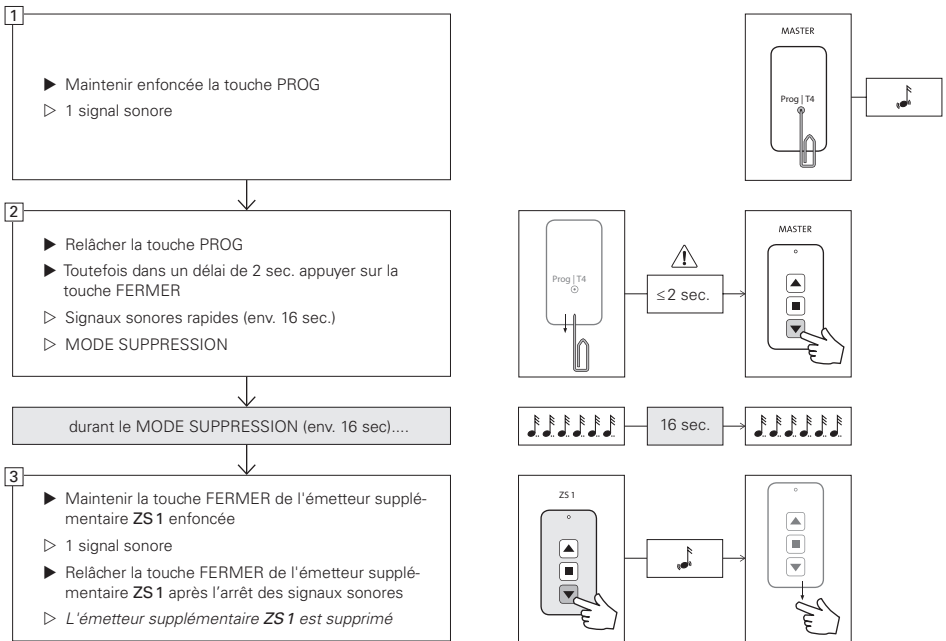 1
► Maintenir enfoncée la touche PROG
▷ 1 signal sonore
MASTER
Prog | T4
2
► Relâcher la touche PROG
► Toutefois dans un délai de 2 sec. appuyer sur la
touche FERMER
▷ Signaux sonores rapides (env. 16 sec.)
▷ MODE SUPPRESSION
Prog | T4
≤2 sec.
MASTER
durant le MODE SUPPRESSION (env. 16 sec)....
16 sec.
3
► Maintenir la touche FERMER de l'émetteur supplé-
mentaire ZS 1 enfoncée
▷ 1 signal sonore
► Relâcher la touche FERMER de l'émetteur supplé-
mentaire ZS 1 après l'arrêt des signaux sonores
▷ L'émetteur supplémentaire ZS 1 est supprimé
ZS 1